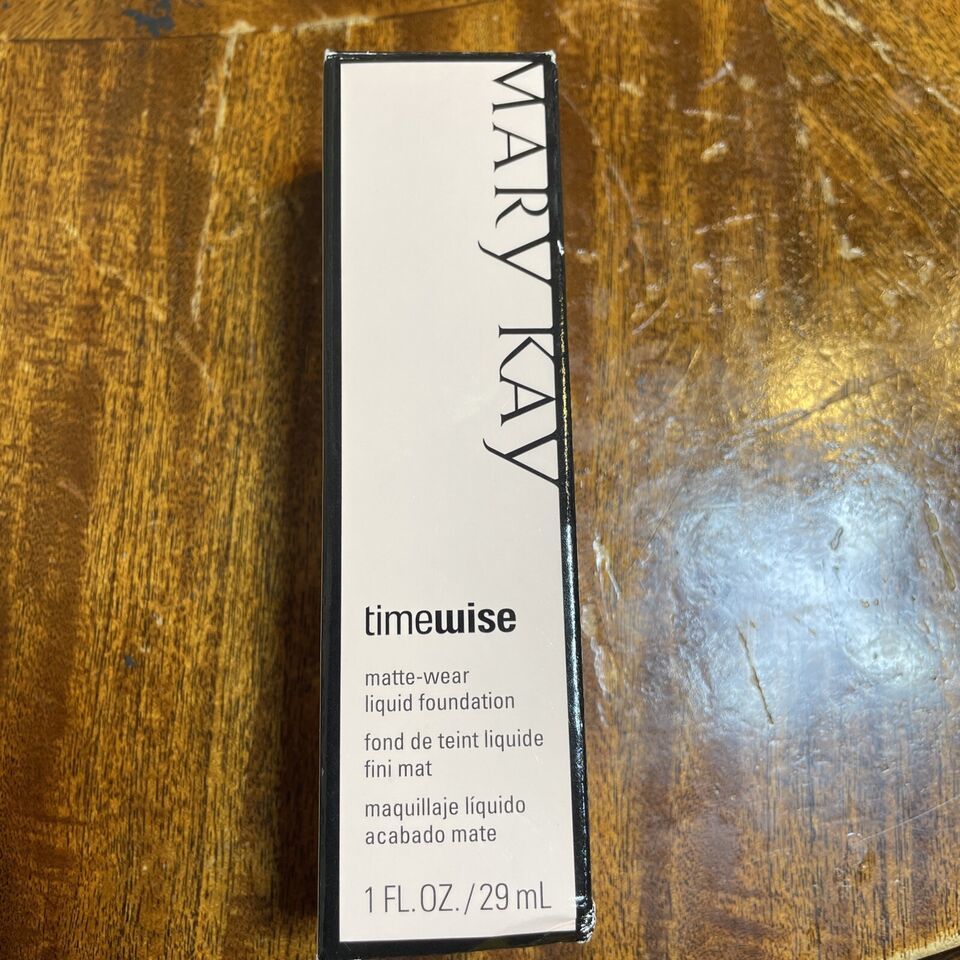 MARY KAY
timewise
matte-wear
liquid foundation
fond de teint liquide
fini mat
maquillaje líquido
acabado mate
1 FL. OZ. / 29 mL